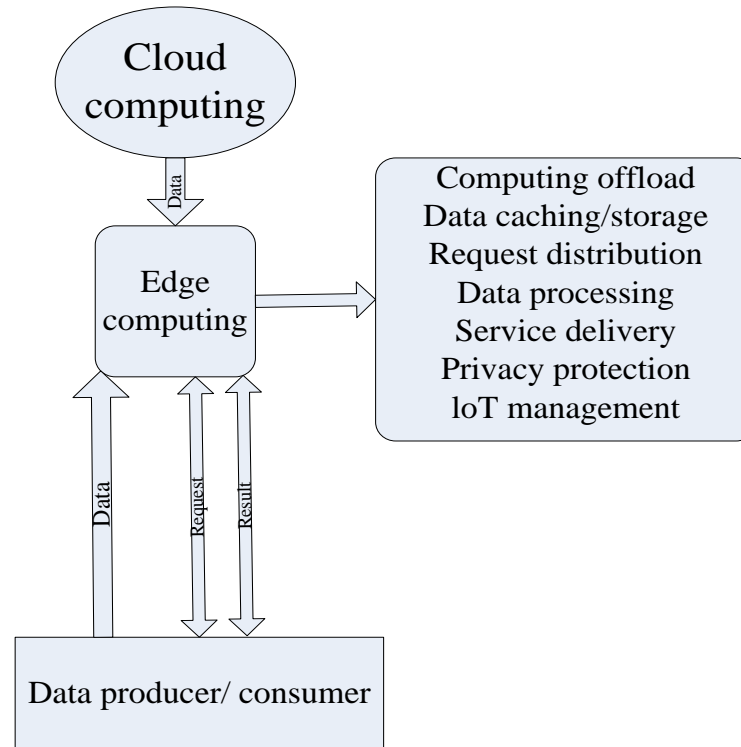 Cloud
computing
Data
Edge
computing
Computing offload
Data caching/storage
Request distribution
Data processing
Service delivery
Privacy protection
loT management
Data
Request
Result
Data producer/ consumer